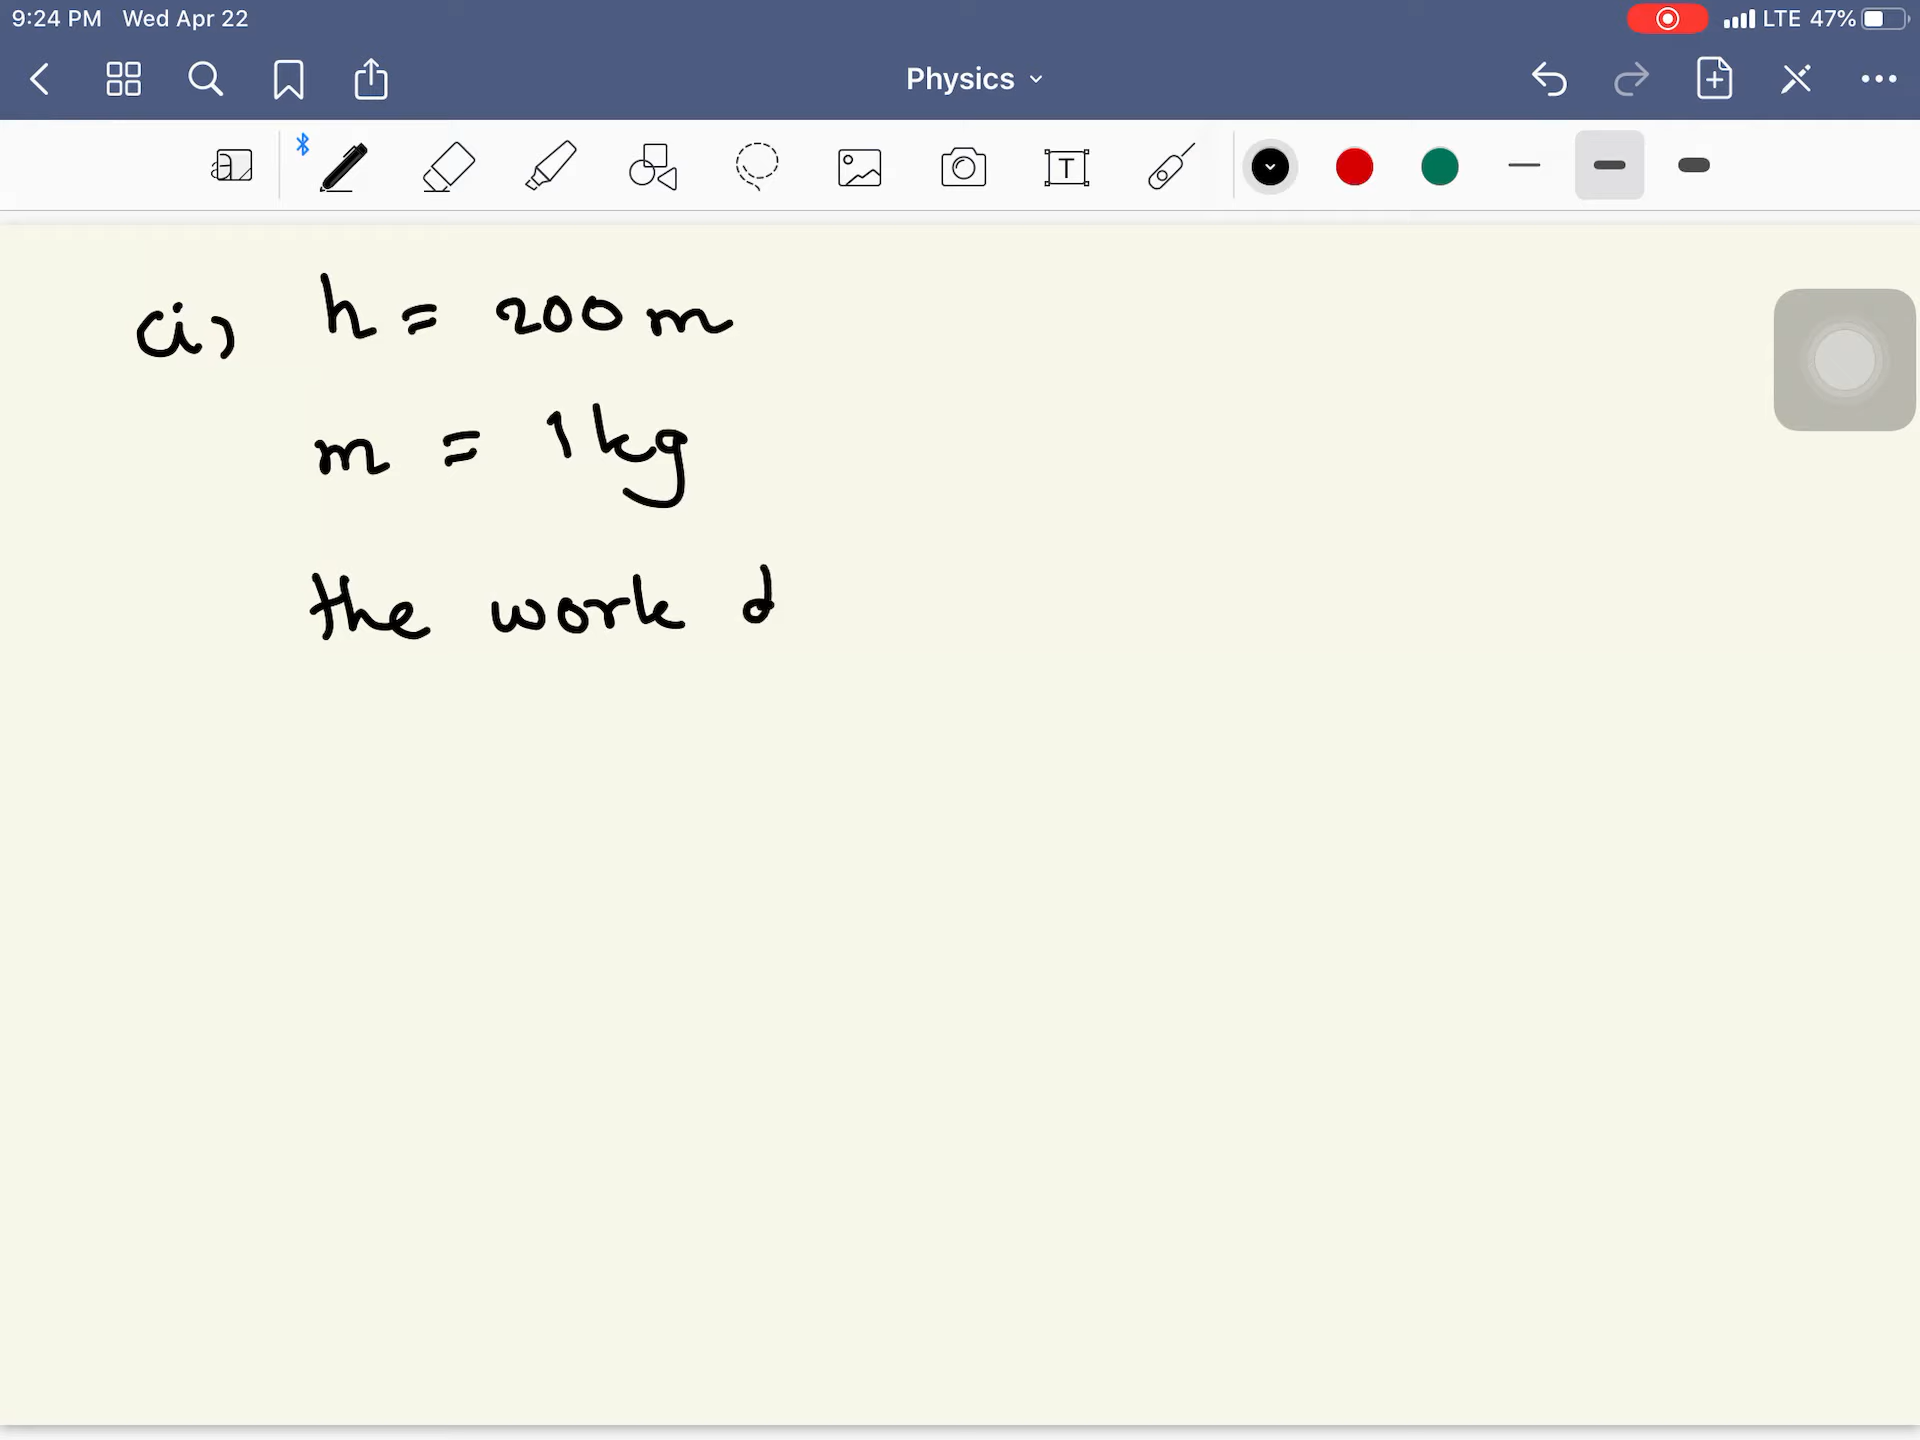 9:24 PM Wed Apr 22
LTE 47%
Physics
T
(i) h = 200 m
m = 1 kg
the work d